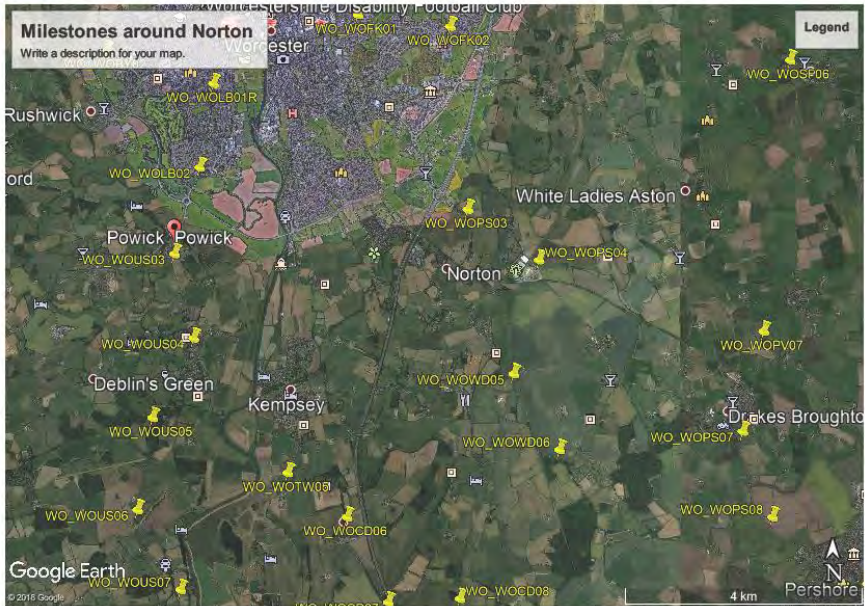 Worcestershire Disability Football Club
Milestones around Norton
Write a description for your map.
Legend
WO_WOFK01
WO_WOFK02
Worcester
WO_WOSP06
WO_WOLB01R
Rushwick
WO_WOLB02
ford
White Ladies Aston
WO_WOPS03
Powick Powick
WO_WOUS03
WO_WOPS04
Norton
WO_WOUS04
WO_WOPV07
WO_WOWD05
Deblin's Green
Kempsey
WO_WOUS05
Drakes Broughto
WO_WOPS07
WO_WOWD06
WO_WOTW06
WO_WOUS06
WO_WOCD06
WO_WOPS08
Google Earth
© 2018 Google
WO_WOUS07
WO_WOCD07
WO_WOCD08
N
4 km
Pershore